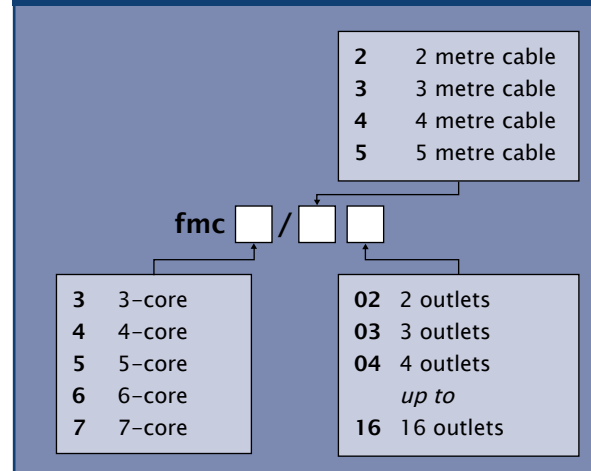 2 2 metre cable
3 3 metre cable
4 4 metre cable
5 5 metre cable
fmc /
3 3-core
4 4-core
5 5-core
6 6-core
7 7-core
02 2 outlets
03 3 outlets
04 4 outlets
up to
16 16 outlets